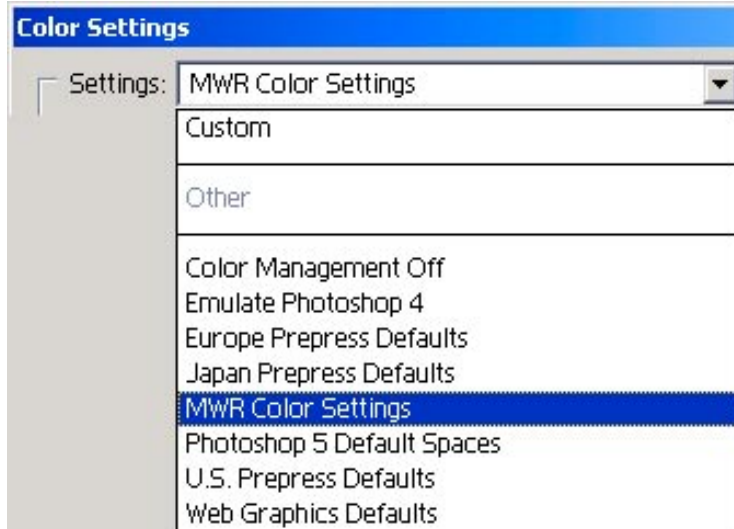 Color Settings
Settings: MWR Color Settings
Custom
Other
Color Management Off
Emulate Photoshop 4
Europe Prepress Defaults
Japan Prepress Defaults
MWR Color Settings
Photoshop 5 Default Spaces
U.S. Prepress Defaults
Web Graphics Defaults